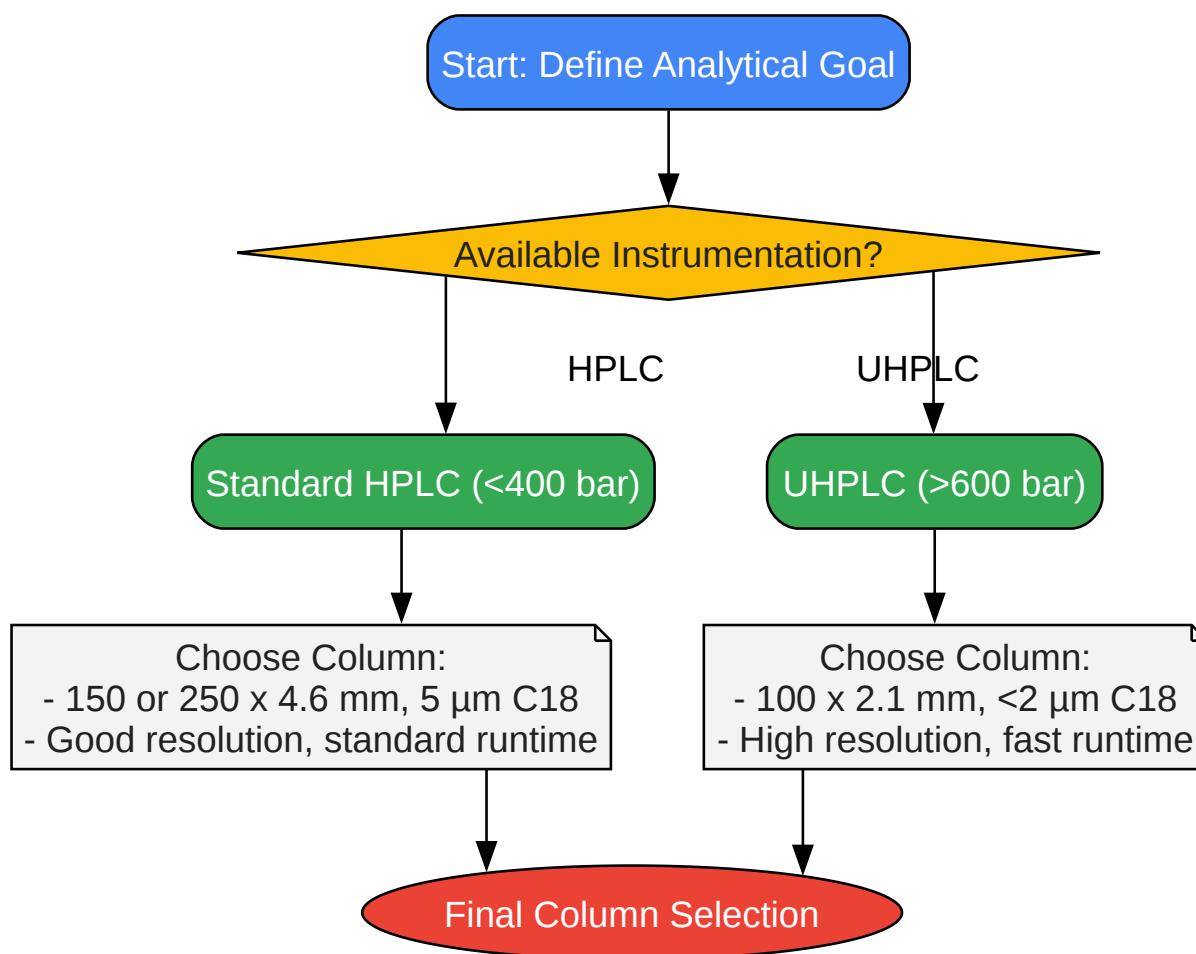 Start: Define Analytical Goal
Available Instrumentation?
HPLC
UHPLC
Standard HPLC (<400 bar)
UHPLC (>600 bar)
Choose Column:
- 150 or 250 x 4.6 mm, 5 µm C18
- Good resolution, standard runtime
Choose Column:
- 100 x 2.1 mm, <2 µm C18
- High resolution, fast runtime
Final Column Selection